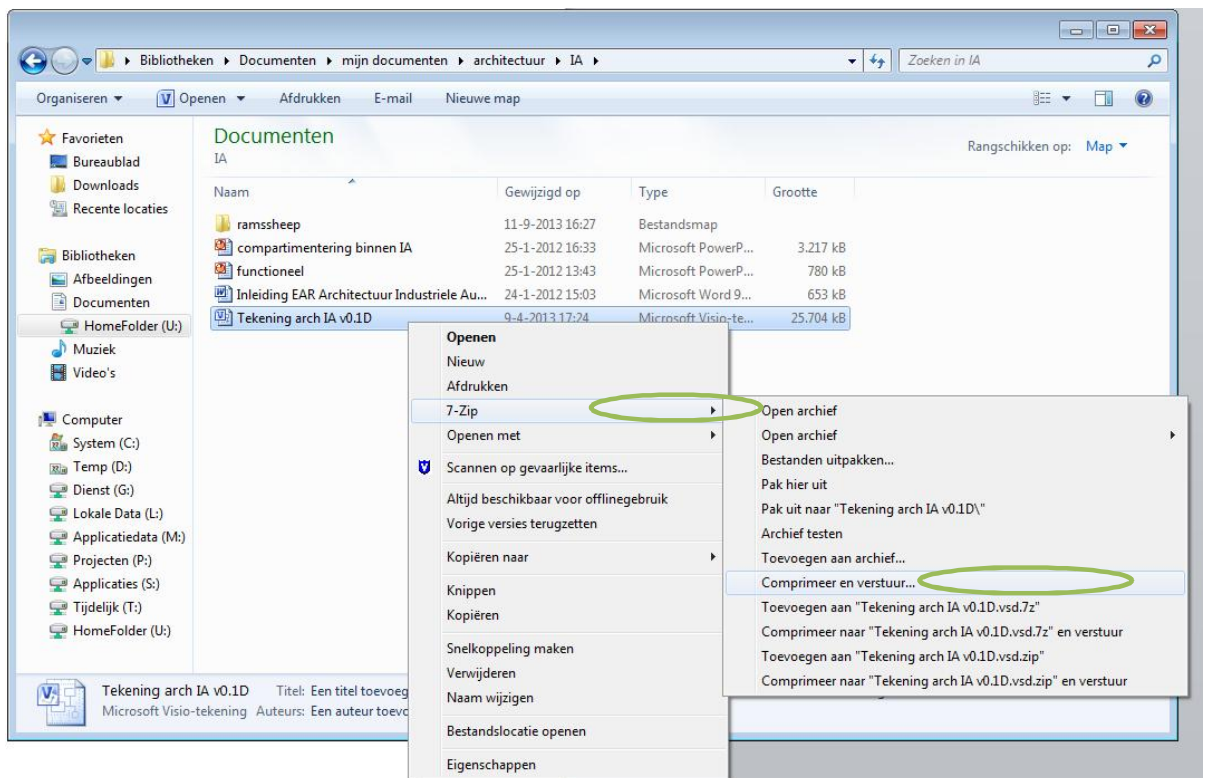 Bibliotheken ▸ Documenten ▸ mijn documenten ▸ architectuur ▸ IA ▸
Zoeken in IA
Organiseren Openen Afdrukken E-mail Nieuwe map
Favorieten
Bureaublad
Downloads
Recente locaties
Bibliotheken
Afbeeldingen
Documenten
HomeFolder (U:)
Muziek
Video's
Computer
System (C:)
Temp (D:)
Dienst (G:)
Lokale Data (L:)
Applicatiedata (M:)
Projecten (P:)
Applicaties (S:)
Tijdelijk (T:)
HomeFolder (U:)
Documenten
IA
Rangschikken op: Map
Naam Gewijzigd op Type Grootte
ramssheep 11-9-2013 16:27 Bestandsmap
compartimentering binnen IA 25-1-2012 16:33 Microsoft PowerP... 3.217 kB
functioneel 25-1-2012 13:43 Microsoft PowerP... 780 kB
Inleiding EAR Architectuur Industriele Au... 24-1-2012 15:03 Microsoft Word 9... 653 kB
Tekening arch IA v0.1D 9-4-2013 17:24 Microsoft Visio-te... 25.704 kB
Openen
Nieuw
Afdrukken
7-Zip
Openen met
Scannen op gevaarlijke items...
Altijd beschikbaar voor offlinegebruik
Vorige versies terugzetten
Kopiëren naar
Knippen
Kopiëren
Snelkoppeling maken
Verwijderen
Naam wijzigen
Bestandslocatie openen
Eigenschappen
Open archief
Open archief
Bestanden uitpakken...
Pak hier uit
Pak uit naar "Tekening arch IA v0.1D\"
Archief testen
Toevoegen aan archief...
Comprimeer en verstuur...
Toevoegen aan "Tekening arch IA v0.1D.vsd.7z"
Comprimeer naar "Tekening arch IA v0.1D.vsd.7z" en verstuur
Toevoegen aan "Tekening arch IA v0.1D.vsd.zip"
Comprimeer naar "Tekening arch IA v0.1D.vsd.zip" en verstuur
Tekening arch IA v0.1D Titel: Een titel toevoeg
Microsoft Visio-tekening Auteurs: Een auteur toevo